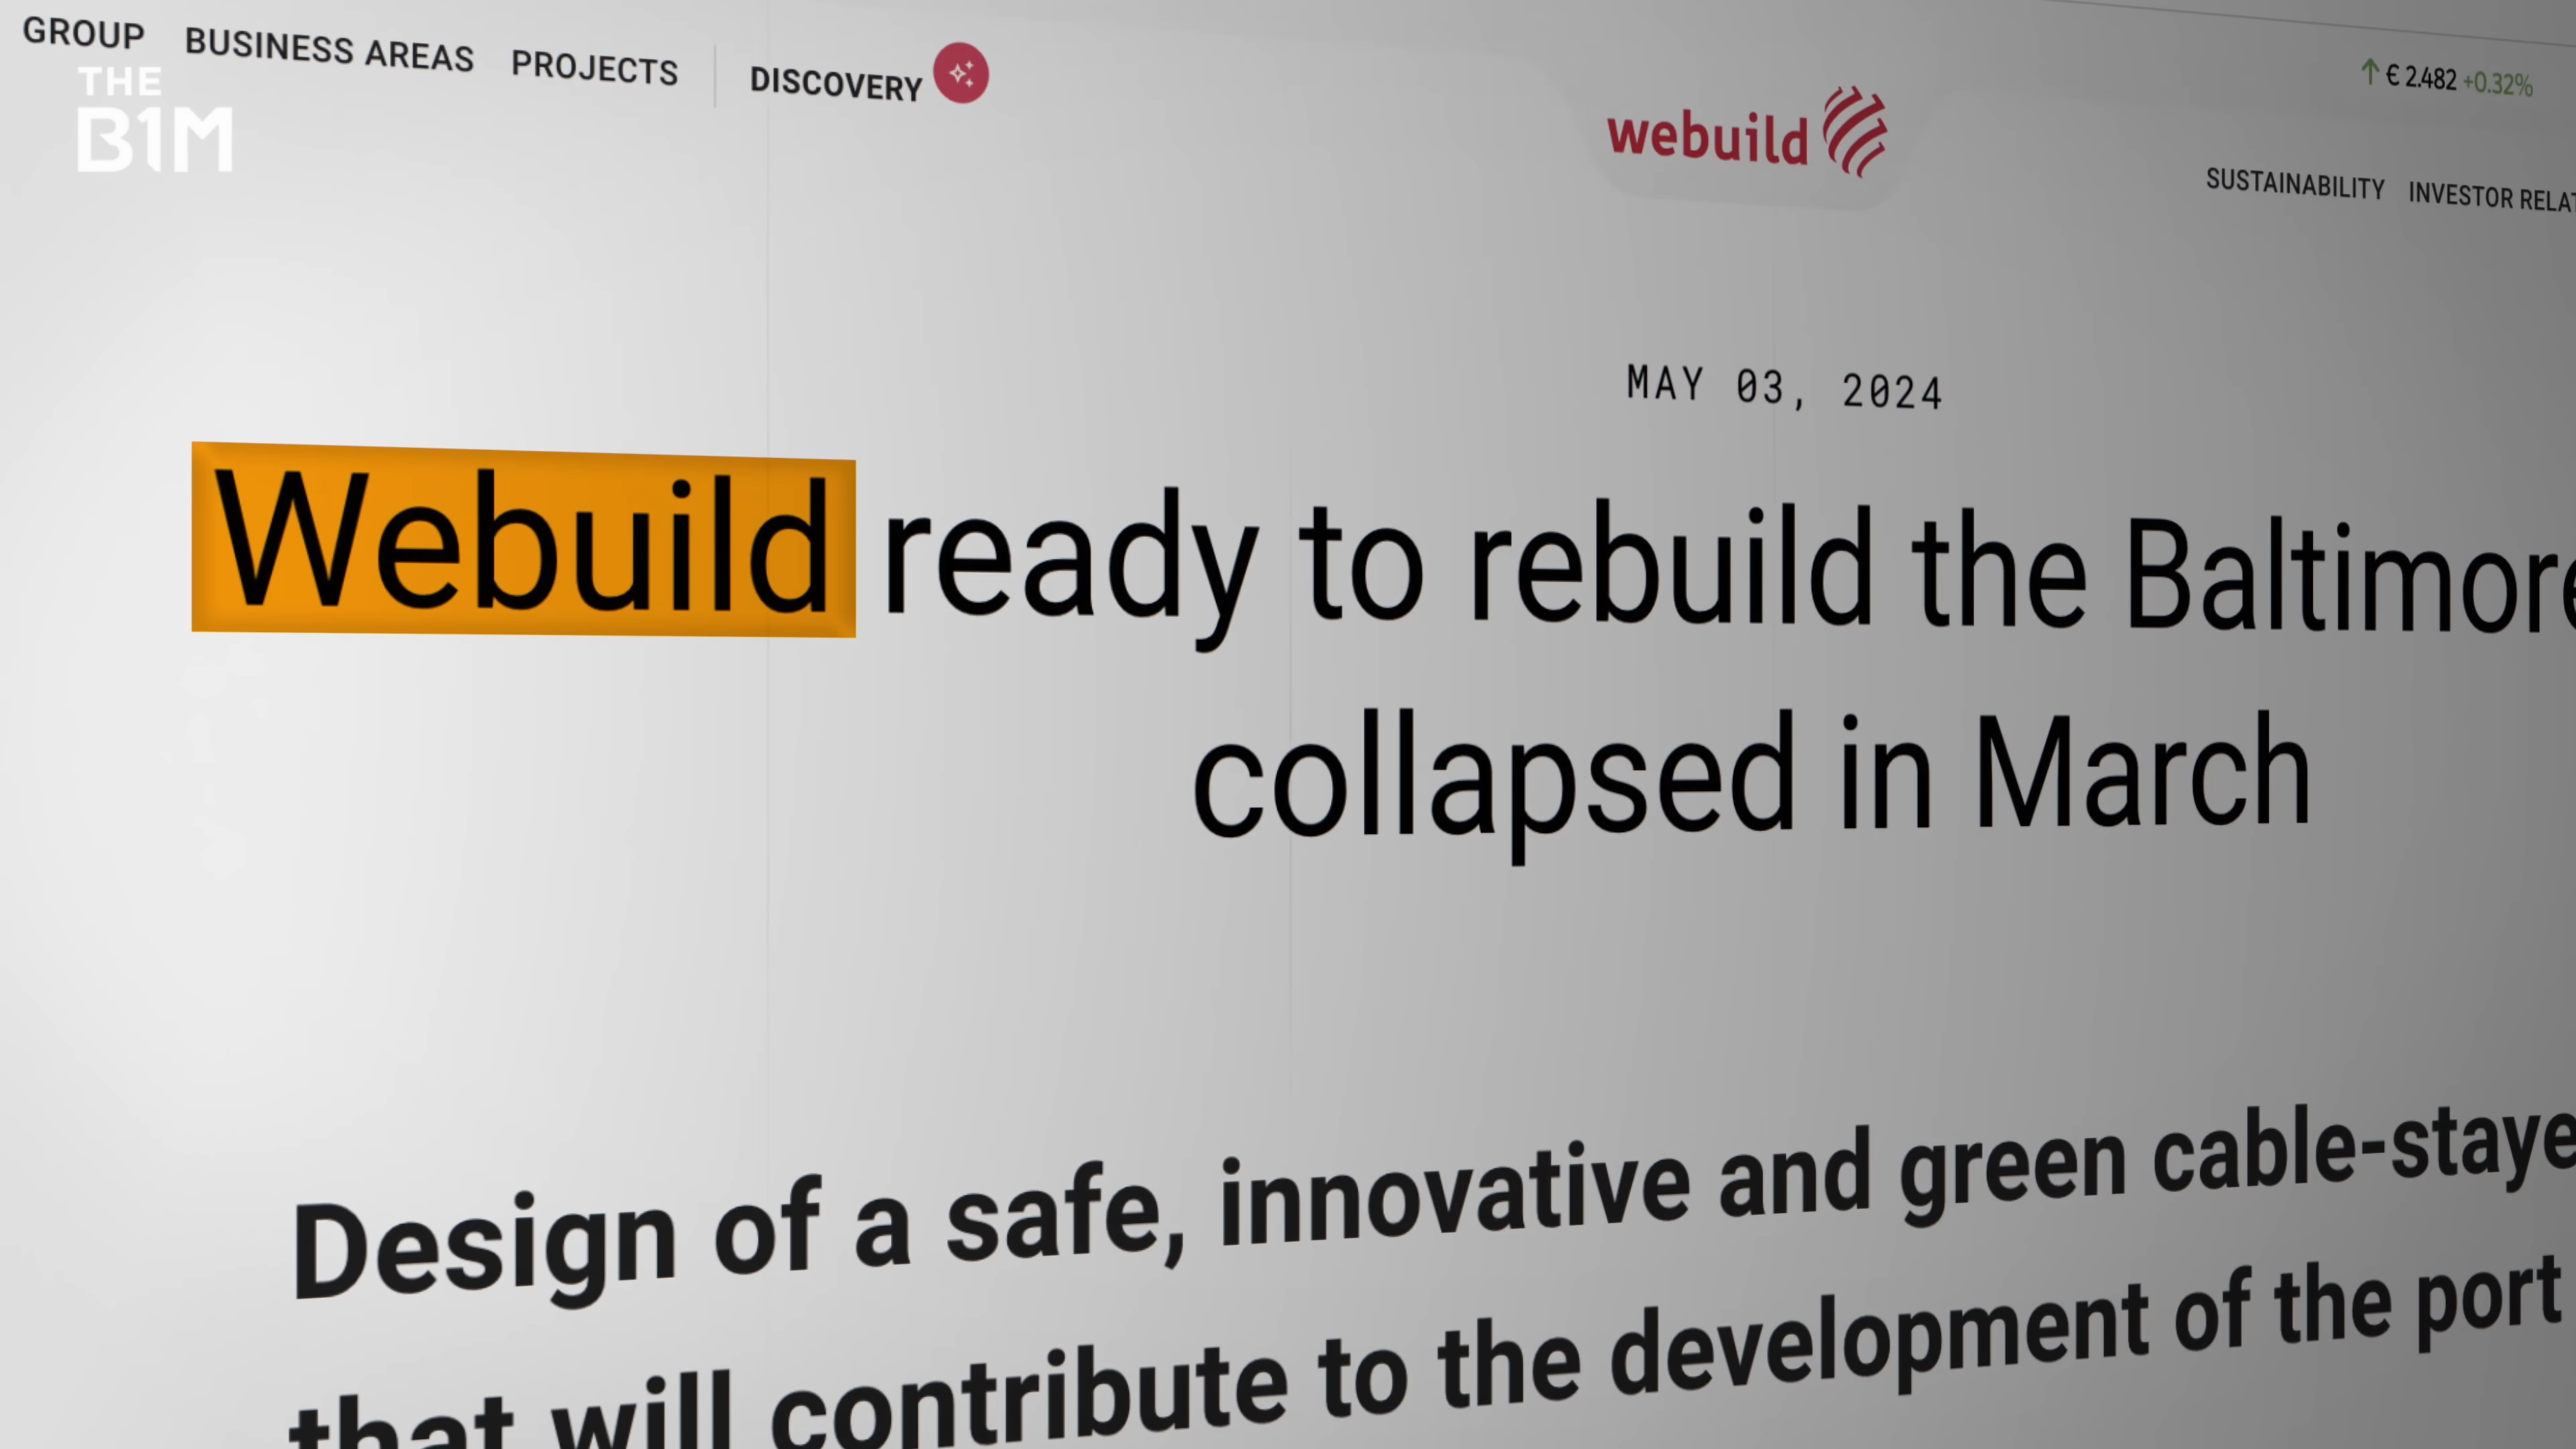 GROUP BUSINESS AREAS PROJECTS DISCOVERY
THE
B1M
webuild
€ 2.482 +0.32%
SUSTAINABILITY INVESTOR
MAY 03, 2024
Webuild ready to rebuild the Baltimore
collapsed in March
Design of a safe, innovative and green
that will contribute to the development of the port